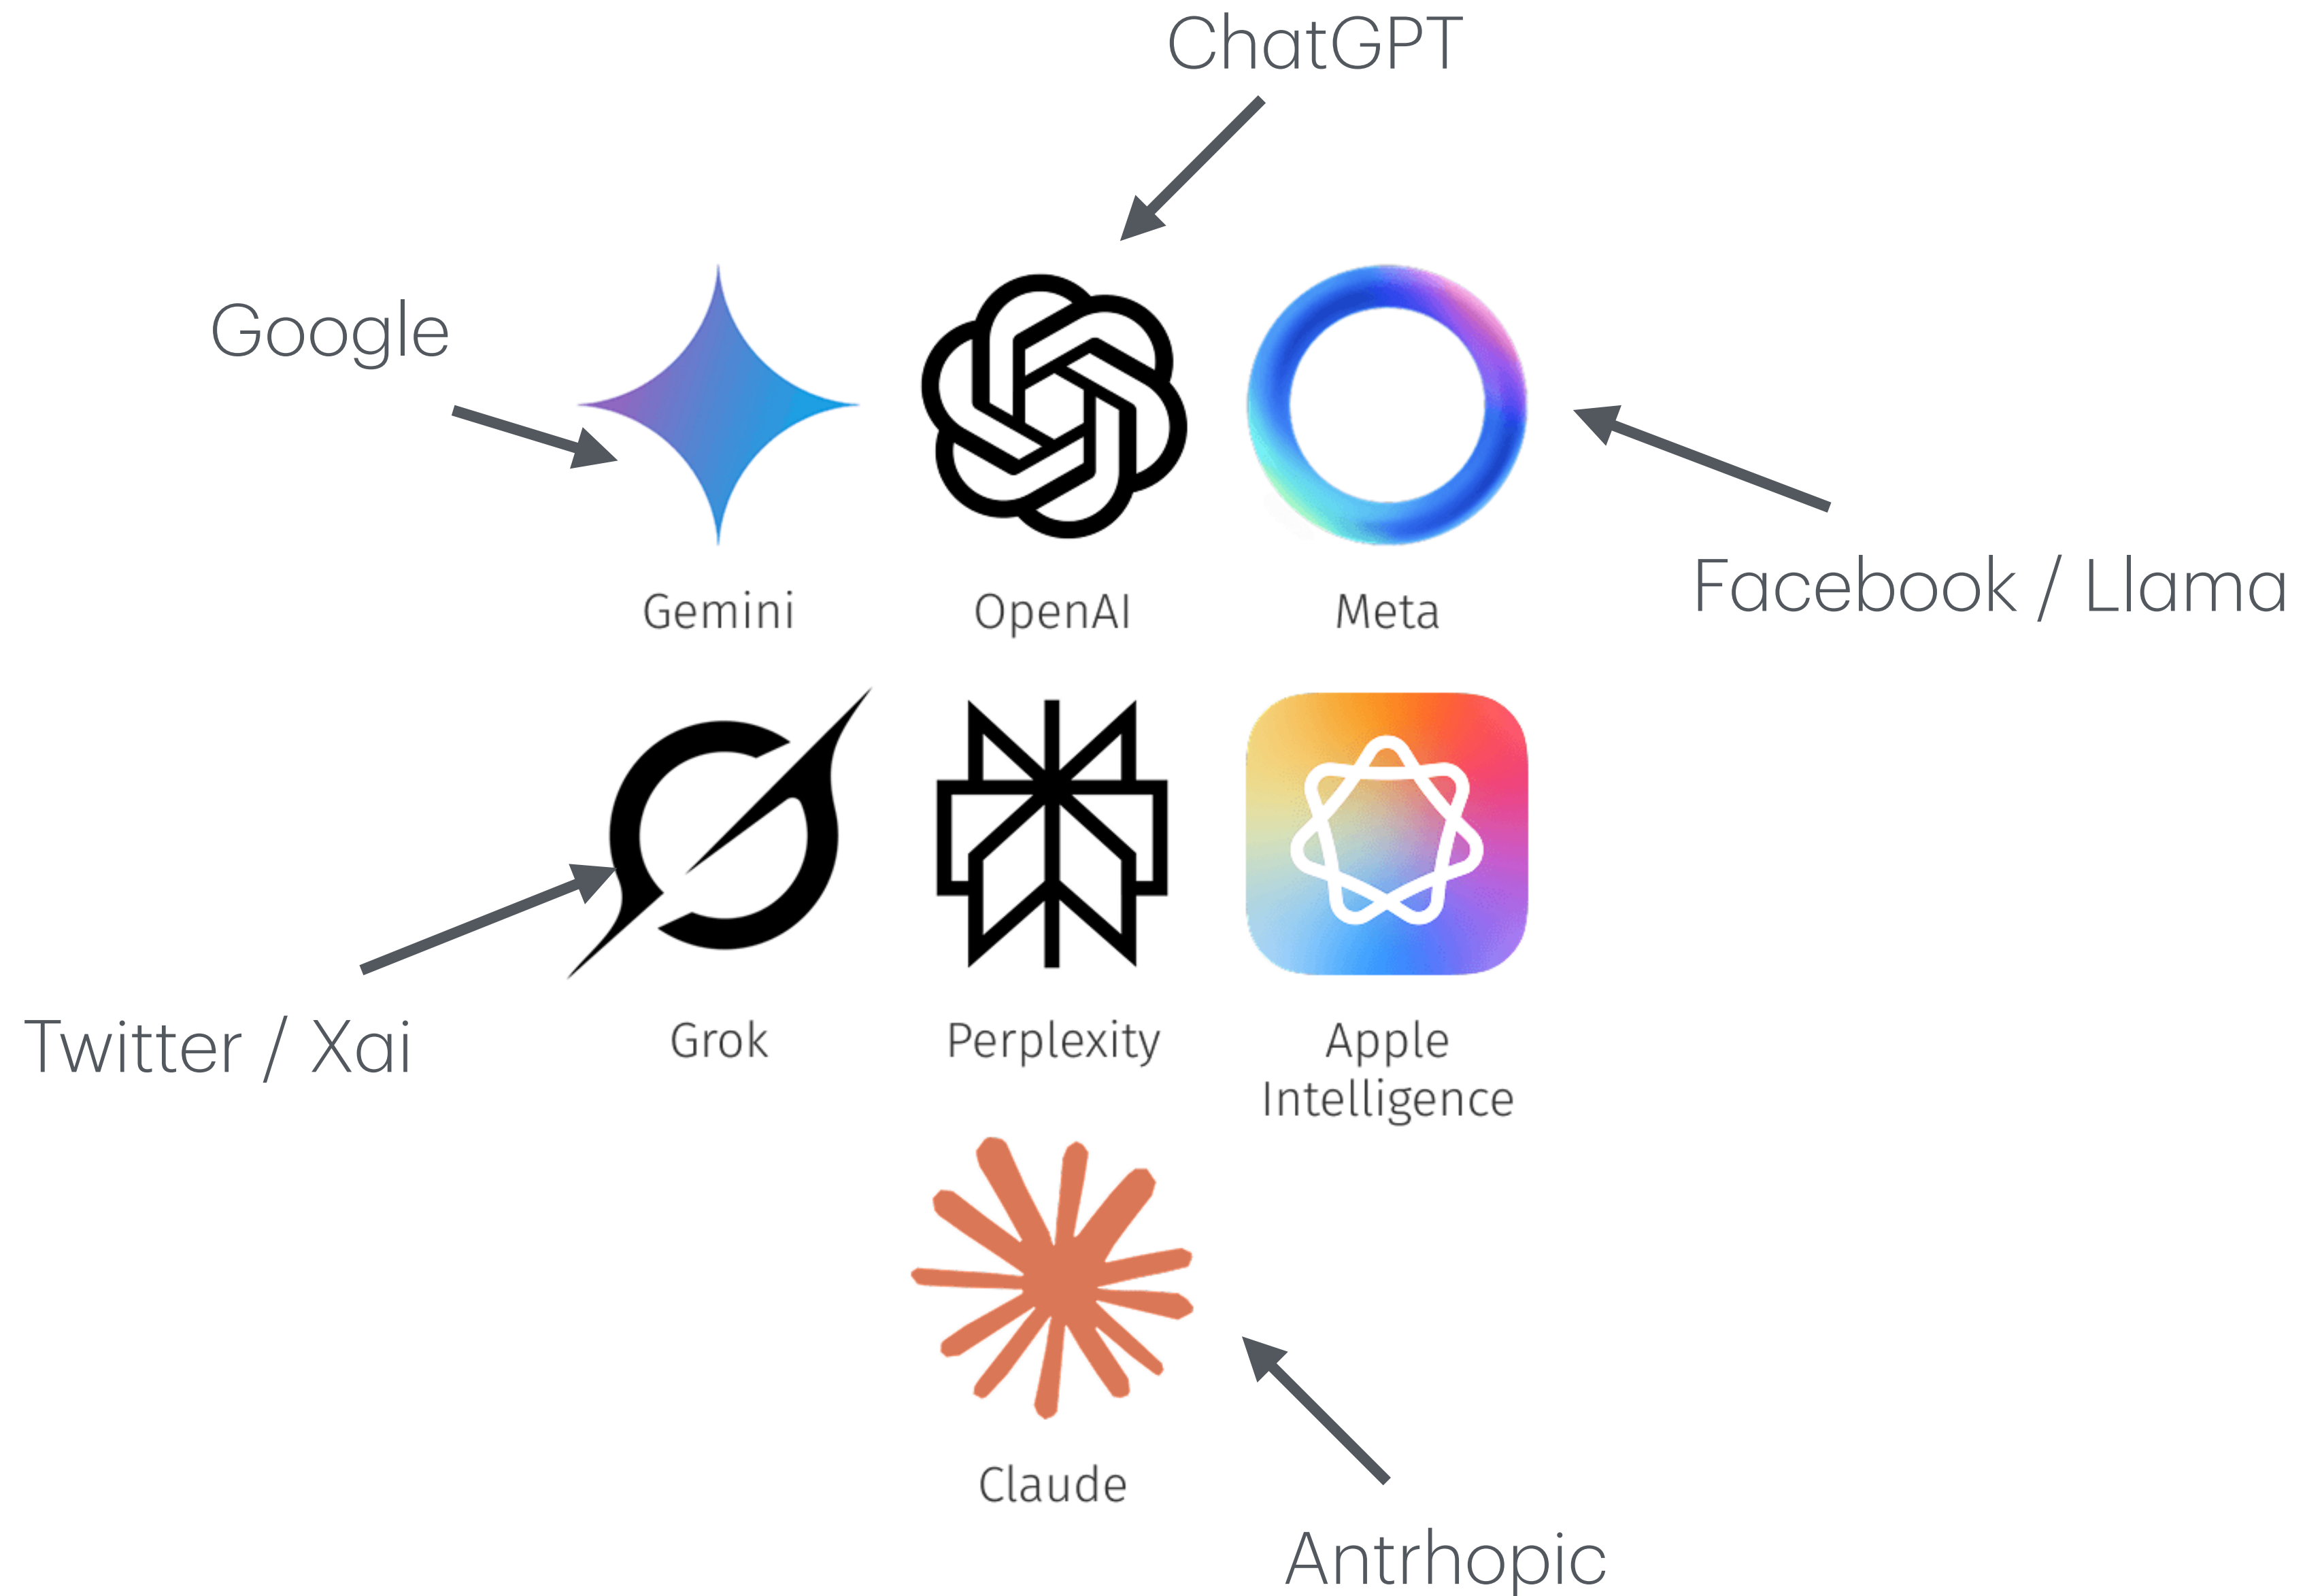 ChatGPT
Google
Gemini
OpenAI
Meta
Facebook / Llama
Grok
Perplexity
Apple
Intelligence
Twitter / Xai
Claude
Antrhopic